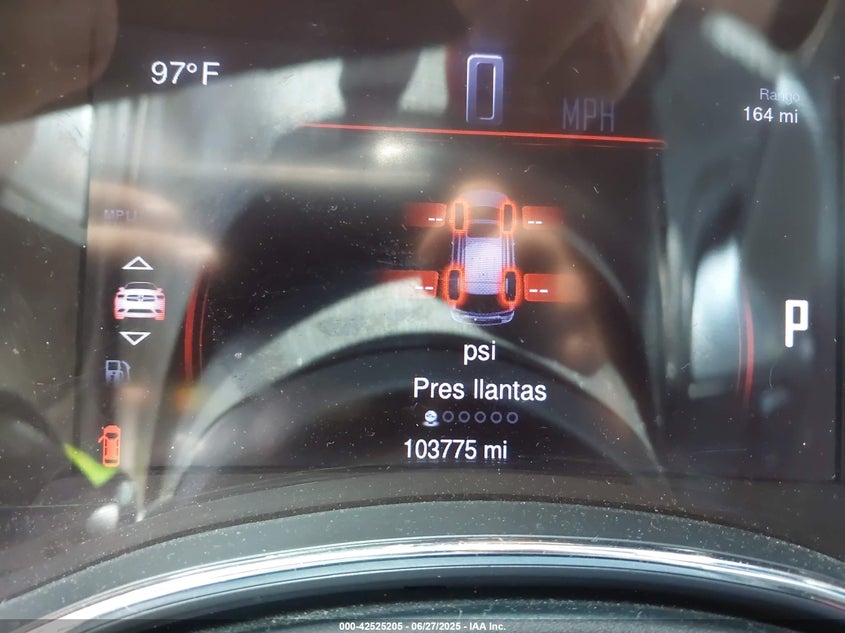 97°F
0
MPH
Rango
164 mi
-- --
-- --
psi
P
Pres llantas
103775 mi
000-42525205 - 06/27/2025 - IAA Inc.